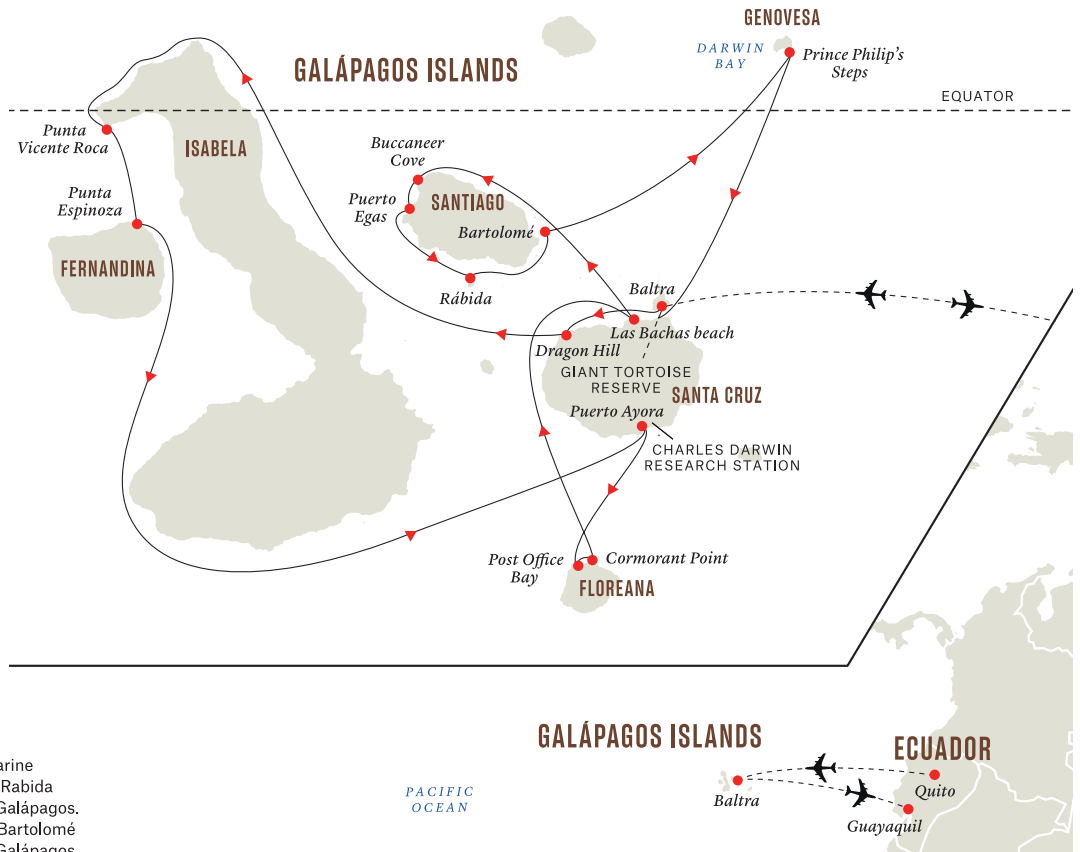 GENOVESA
DARWIN
BAY
Prince Philip's
Steps
GALÁPAGOS ISLANDS
EQUATOR
Punta
Vicente Roca
ISABELA
Buccaneer
Cove
Punta
Espinoza
Puerto
Egas
SANTIAGO
Bartolomé
FERNANDINA
Rábida
Baltra
Las Bachas beach
Dragon Hill
GIANT TORTOISE
RESERVE
SANTA CRUZ
Puerto Ayora
CHARLES DARWIN
RESEARCH STATION
Post Office
Bay
Cormorant Point
FLOREANA
GALÁPAGOS ISLANDS
ECUADOR
PACIFIC
OCEAN
Baltra
Quito
Guayaquil
arine
Rabida
Galápagos.
Bartolomé
Galápagos